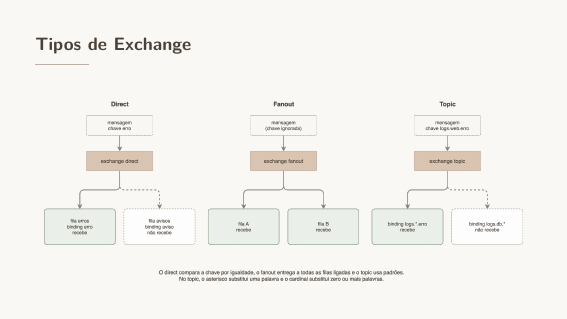 Tipos de Exchange
Direct
Fanout
Topic
mensagem
chave erro
mensagem
(chave ignorada)
mensagem
chave logs.web.erro
exchange direct
exchange fanout
exchange topic
fila erros
binding erro
recebe
fila avisos
binding aviso
não recebe
fila A
recebe
fila B
recebe
binding logs.*.erro
recebe
binding logs.db.*
não recebe
O direct compara a chave por igualdade, o fanout entrega a todas as filas ligadas e o topic usa padrões.
No topic, o asterisco substitui uma palavra e o cardinal substitui zero ou mais palavras.